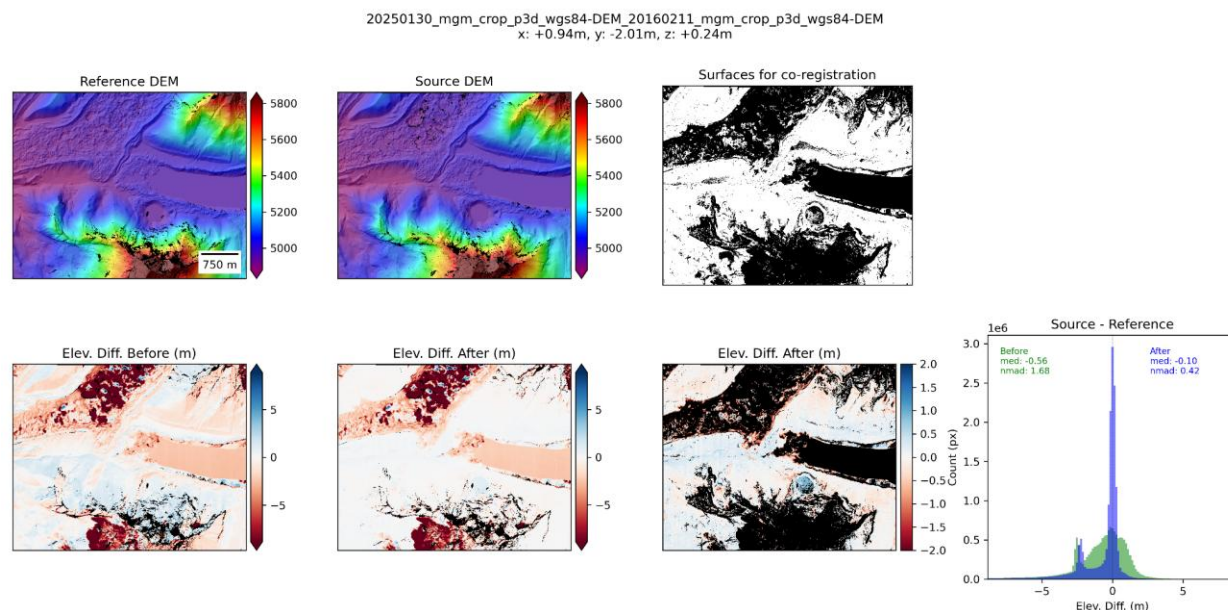 20250130_mgm_crop_p3d_wgs84-DEM_20160211_mgm_crop_p3d_wgs84-DEM
x: +0.94m, y: -2.01m, z: +0.24m
Reference DEM
5800
5600
5400
5200
5000
750 m
Source DEM
5800
5600
5400
5200
5000
Surfaces for co-registration
Elev. Diff. Before (m)
5
0
−5
Elev. Diff. After (m)
5
0
−5
Elev. Diff. After (m)
2.0
1.5
1.0
0.5
0.0
−0.5
−1.0
−1.5
−2.0
Source - Reference
1e6
Before
med: -0.56
nmad: 1.68
After
med: -0.10
nmad: 0.42
Count (px)
3.0
2.5
2.0
1.5
1.0
0.5
0.0
−5
0
5
Elev. Diff. (m)